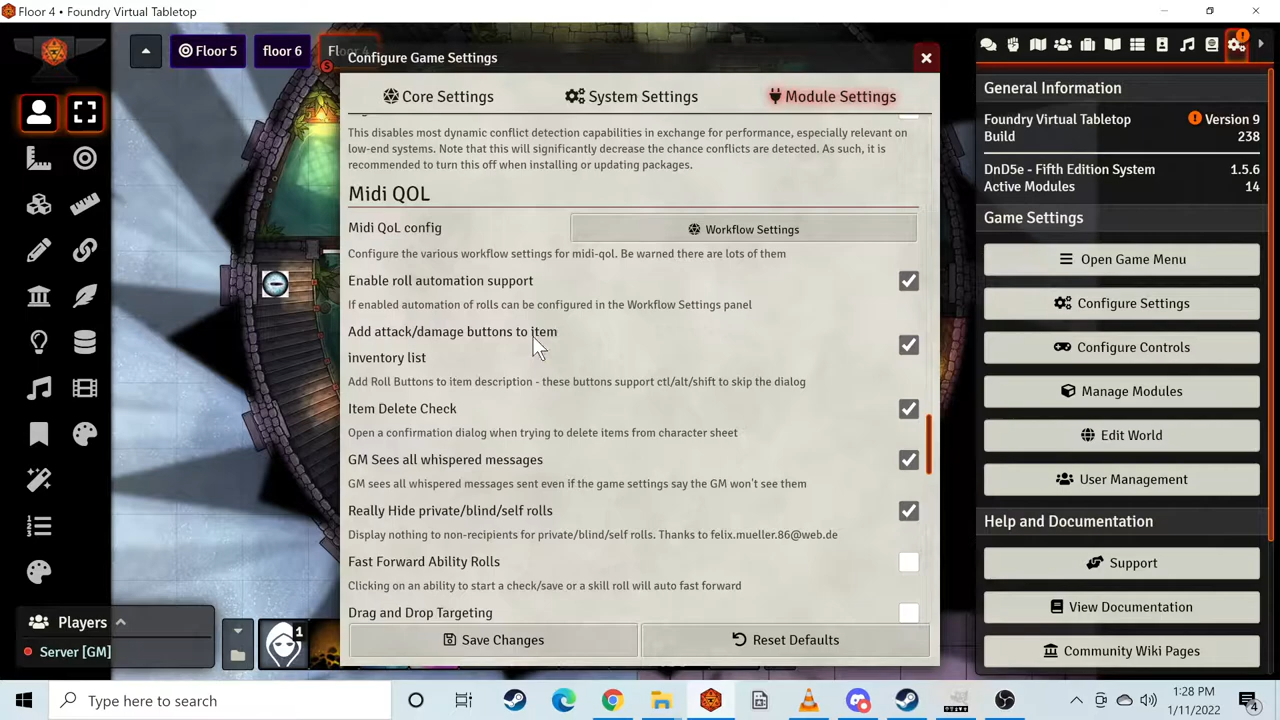 Floor 4 • Foundry Virtual Tabletop
Floor 5
floor 6
Configure Game Settings
Core Settings
System Settings
Module Settings
This disables most dynamic conflict detection capabilities in exchange for performance, especially relevant on
low-end systems. Note that this will significantly decrease the chance conflicts are detected. As such, it is
recommended to turn this off when installing or updating packages.
Midi QOL
Midi QoL config
Workflow Settings
Configure the various workflow settings for midi-qol. Be warned there are lots of them
Enable roll automation support
If enabled automation of rolls can be configured in the Workflow Settings panel
Add attack/damage buttons to item
inventory list
Add Roll Buttons to item description - these buttons support ctl/alt/shift to skip the dialog
Item Delete Check
Open a confirmation dialog when trying to delete items from character sheet
GM Sees all whispered messages
GM sees all whispered messages sent even if the game settings say the GM won't see them
Really Hide private/blind/self rolls
Display nothing to non-recipients for private/blind/self rolls. Thanks to felix.mueller.86@web.de
Fast Forward Ability Rolls
Clicking on an ability to start a check/save or a skill roll will auto fast forward
Drag and Drop Targeting
Save Changes
Reset Defaults
General Information
Foundry Virtual Tabletop
Build
Version 9
238
DnD5e - Fifth Edition System
1.5.6
Active Modules
14
Game Settings
Open Game Menu
Configure Settings
Configure Controls
Manage Modules
Edit World
User Management
Help and Documentation
Support
View Documentation
Community Wiki Pages
Players
Server [GM]
1
Type here to search
1:28 PM
1/11/2022
4